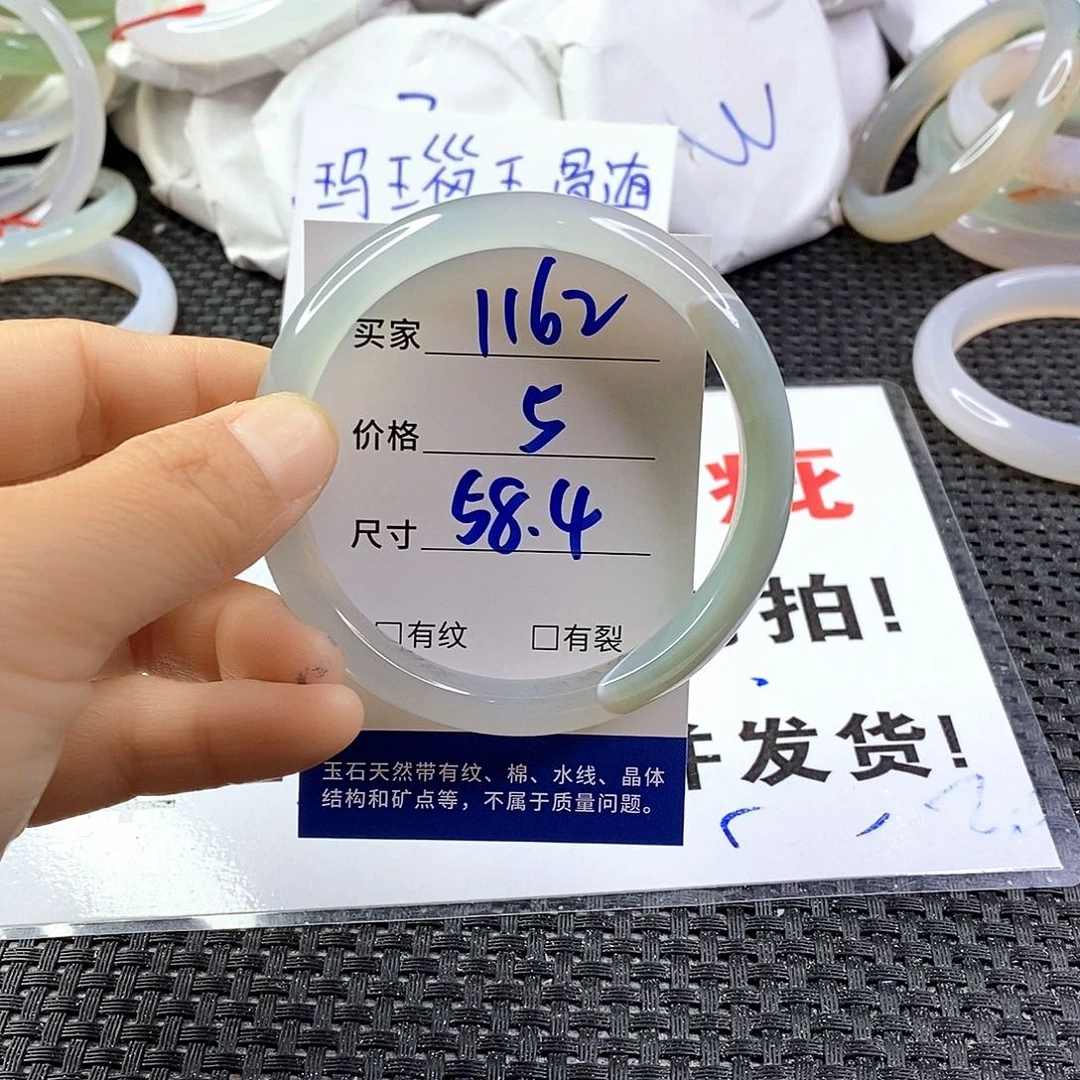 玛瑙玉髓
买家 1162
价格 5
尺寸 58.4
□有纹 □有裂
玉石天然带有纹、棉、水线、晶体
结构和矿点等，不属于质量问题。
疵
拍！
发货！